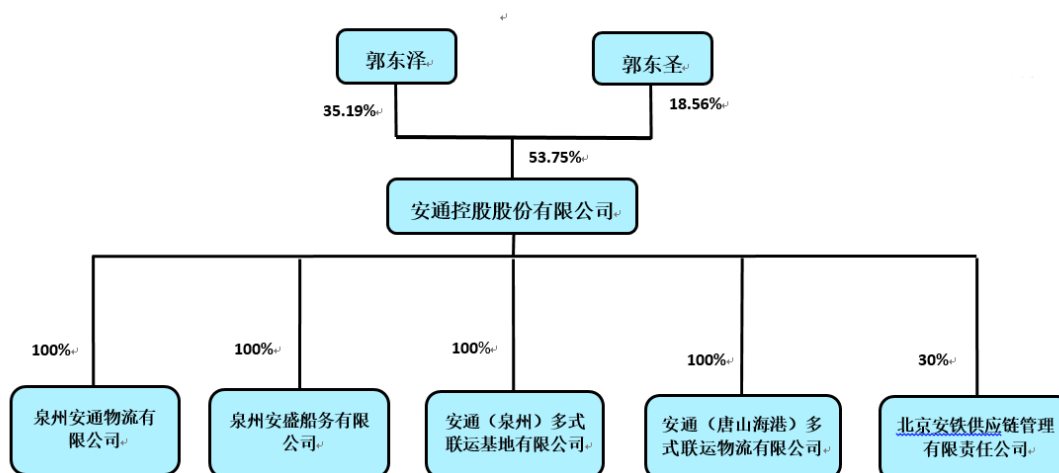 郭东泽
郭东圣
35.19%
18.56%
53.75%
安通控股股份有限公司
100%
100%
100%
100%
30%
泉州安通物流有
限公司
泉州安盛船务有限
公司
安通（泉州）多式
联运基地有限公司
安通（唐山海港）多
式联运物流有限公司
北京安铁供应链管理
有限责任公司